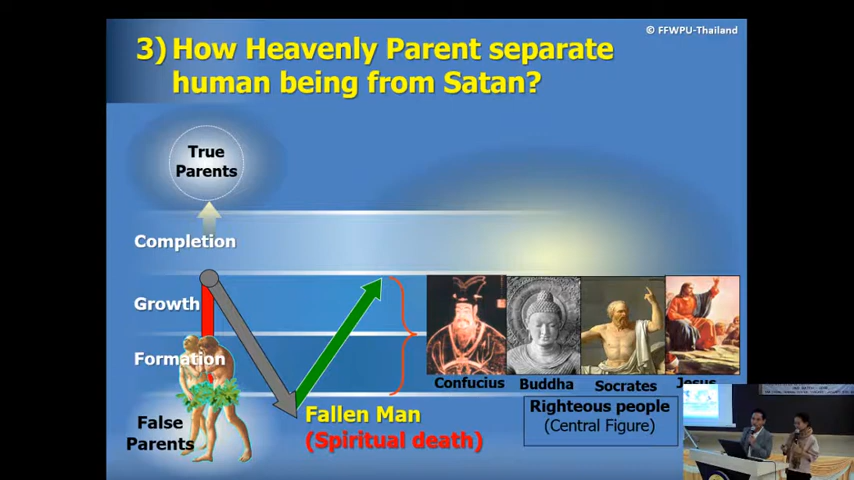 © FFWPU-Thailand
3) How Heavenly Parent separate
human being from Satan?
True
Parents
Completion
Growth
Formation
False
Parents
Fallen Man
(Spiritual death)
Confucius
Buddha
Socrates
Jesus
Righteous people
(Central Figure)